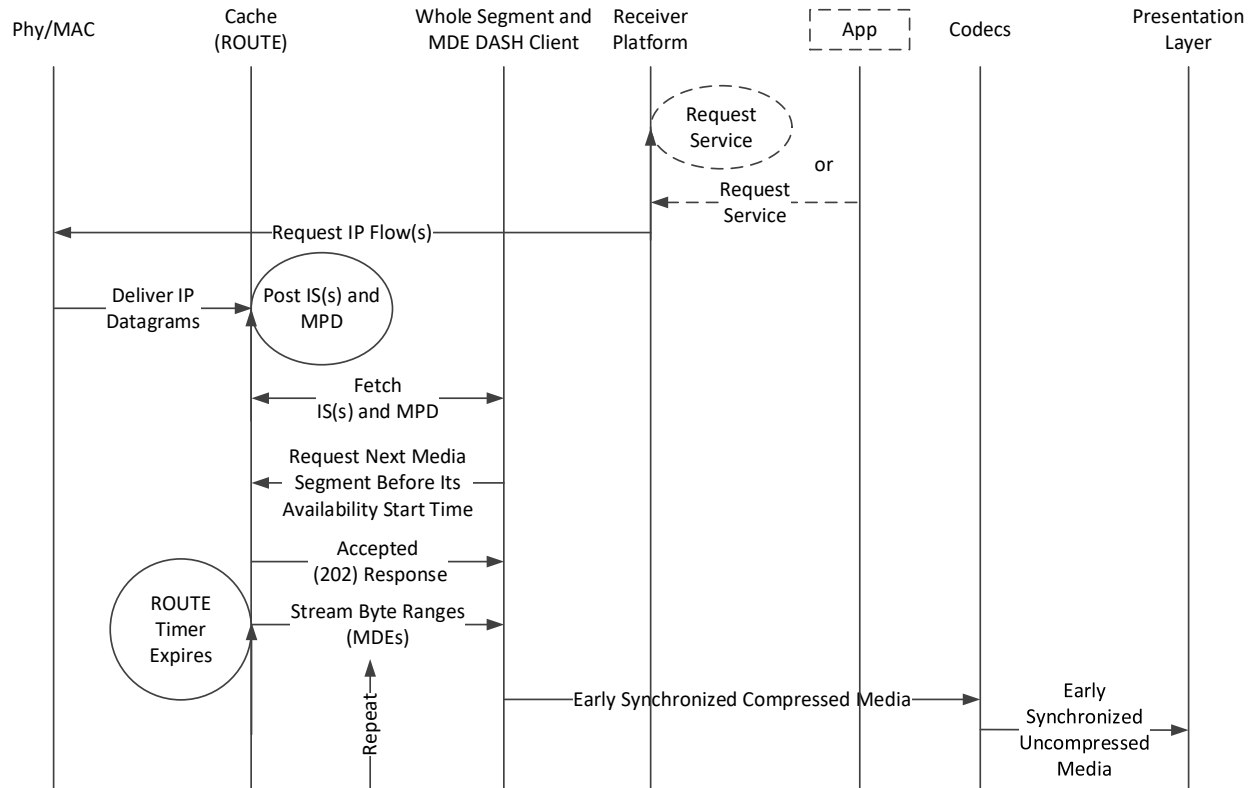 Phy/MAC
Cache
(ROUTE)
Whole Segment and
MDE DASH Client
Receiver
Platform
App
Codecs
Presentation
Layer
Request
Service
or
Request
Service
Request IP Flow(s)
Deliver IP
Datagrams
Post IS(s) and
MPD
Fetch
IS(s) and MPD
Request Next Media
Segment Before Its
Availability Start Time
Accepted
(202) Response
ROUTE
Timer
Expires
Stream Byte Ranges
(MDEs)
Repeat
Early Synchronized Compressed Media
Early
Synchronized
Uncompressed
Media